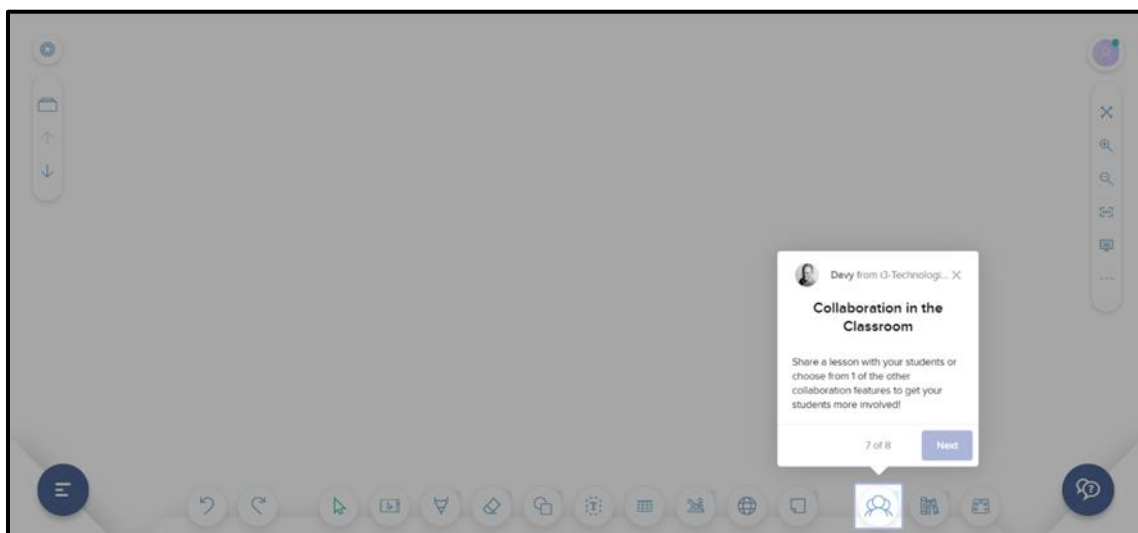 Davy from i3-Technologi...
Collaboration in the
Classroom
Share a lesson with your students or
choose from 1 of the other
collaboration features to get your
students more involved!
7 of 8
Next